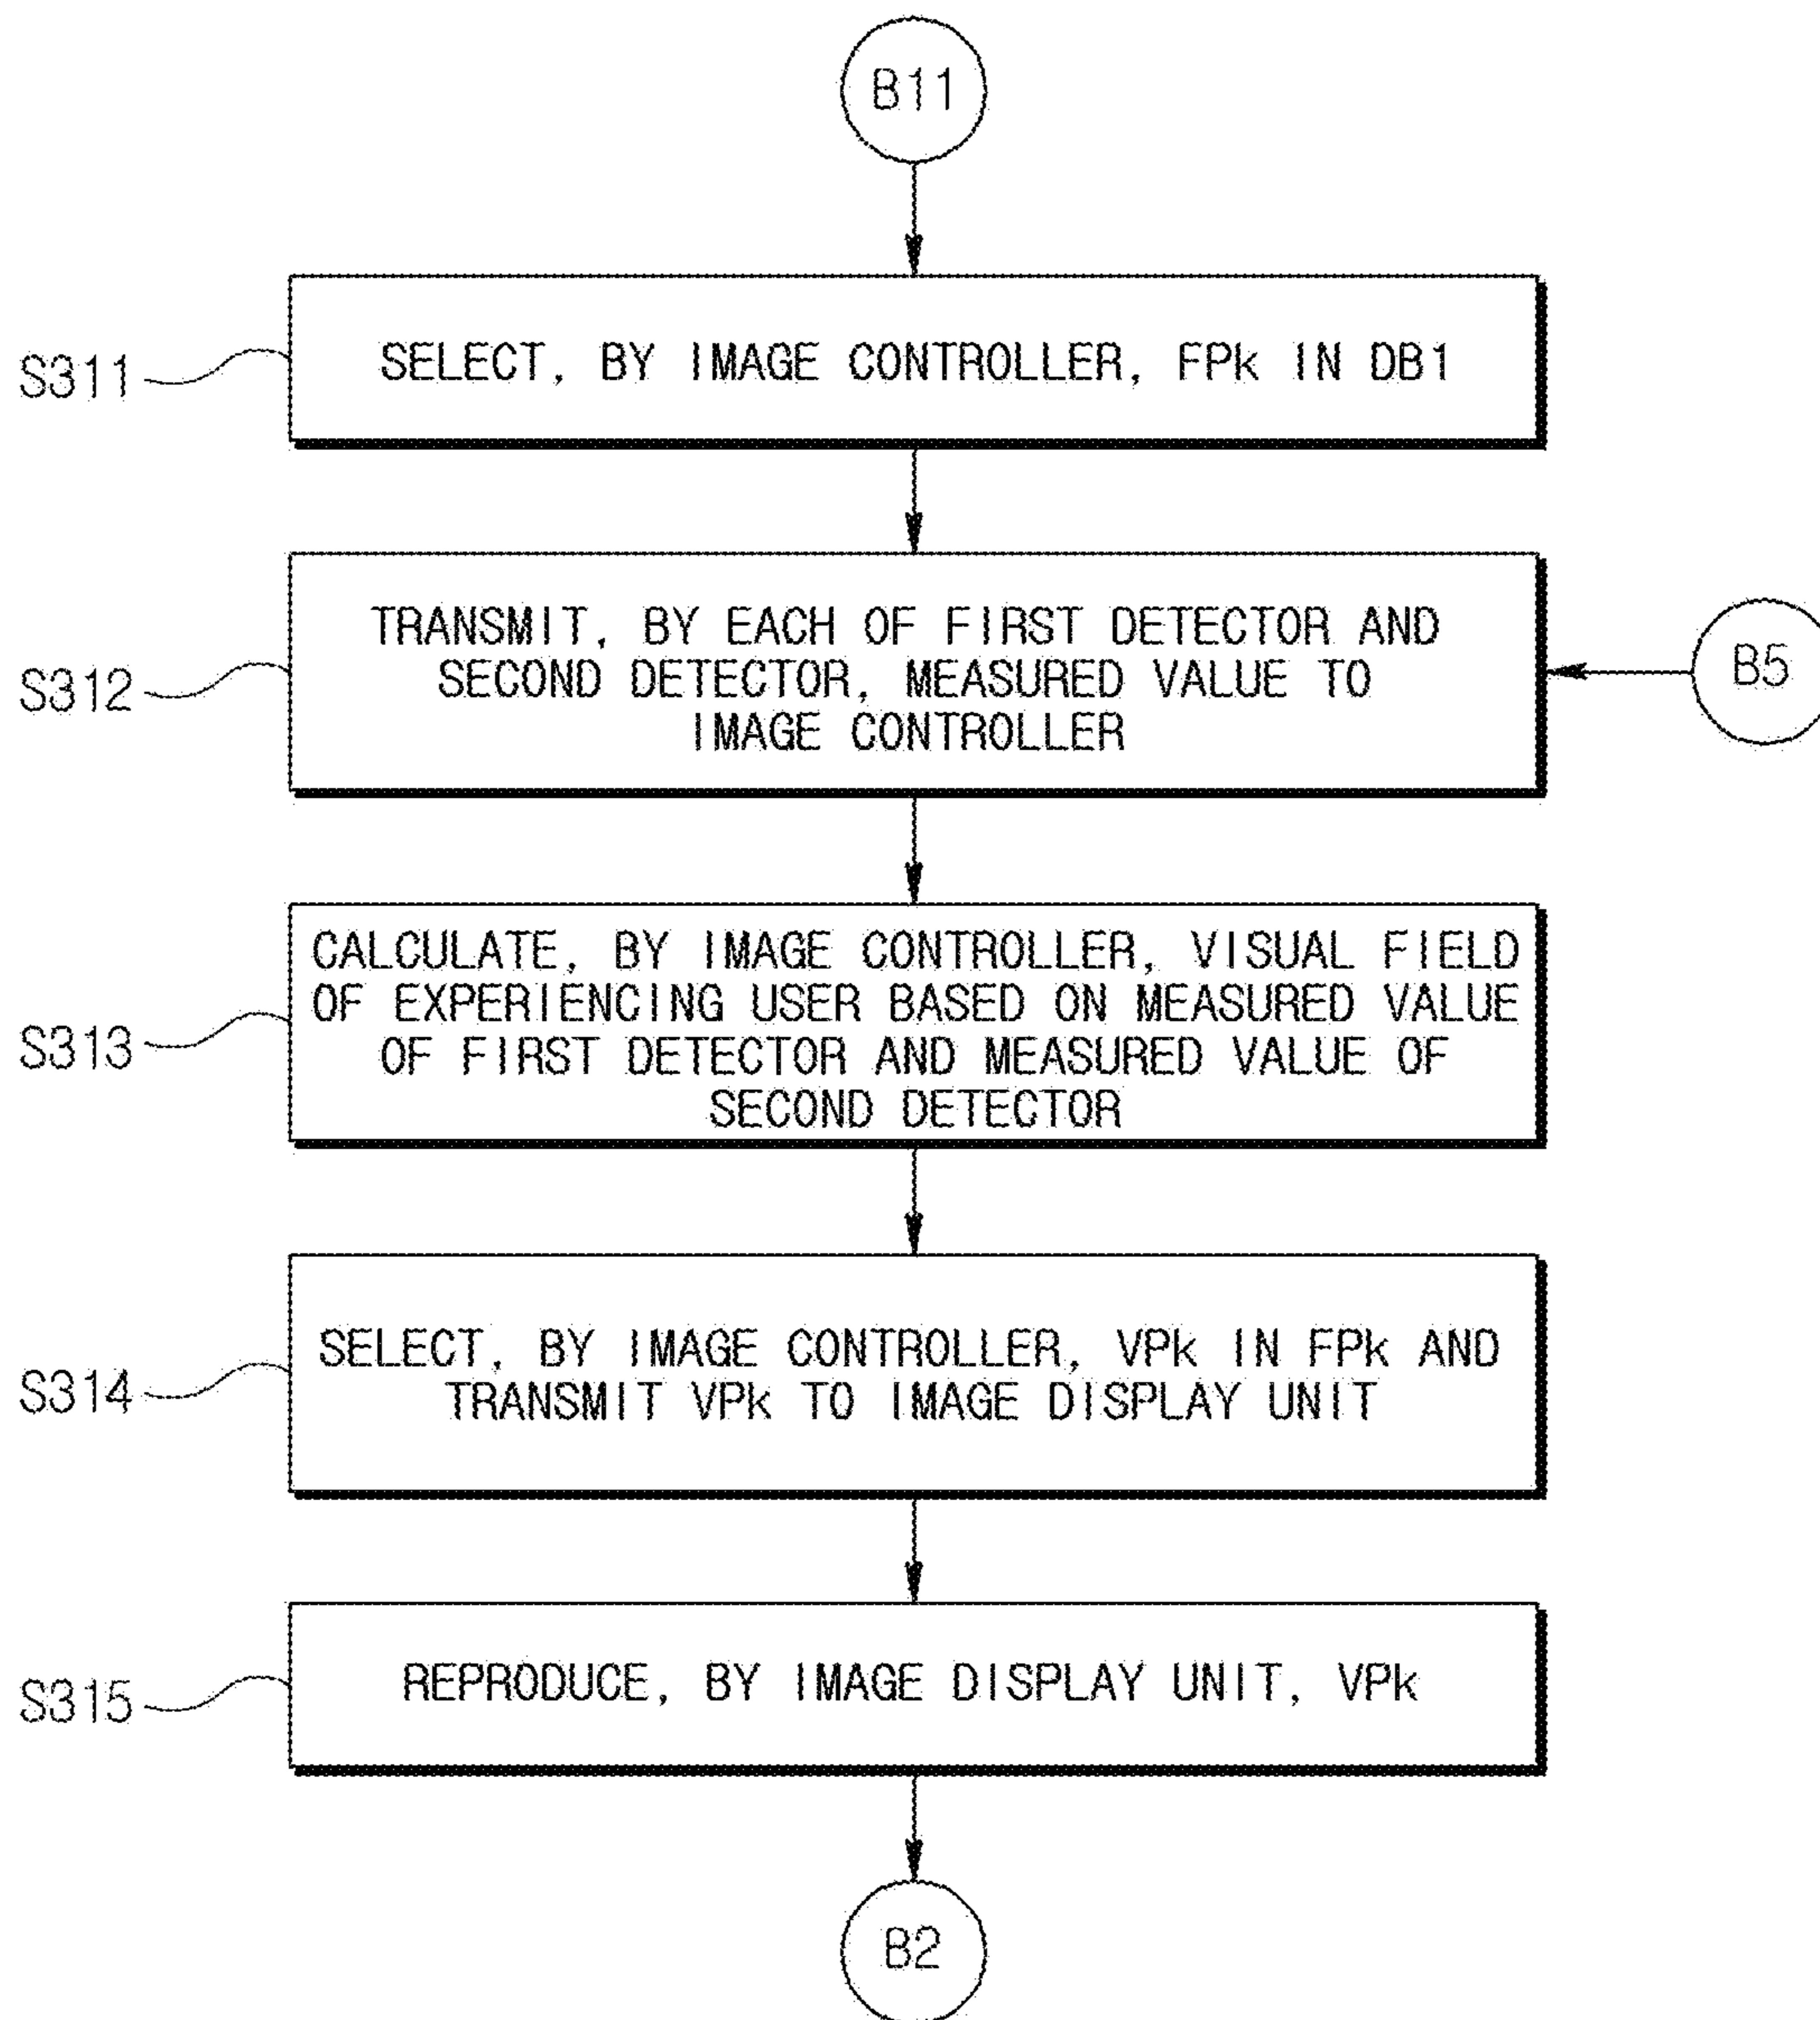 B11
S311
SELECT, BY IMAGE CONTROLLER, FPk IN DB1
S312
TRANSMIT, BY EACH OF FIRST DETECTOR AND
SECOND DETECTOR, MEASURED VALUE TO
IMAGE CONTROLLER
B5
S313
CALCULATE, BY IMAGE CONTROLLER, VISUAL FIELD
OF EXPERIENCING USER BASED ON MEASURED VALUE
OF FIRST DETECTOR AND MEASURED VALUE OF
SECOND DETECTOR
S314
SELECT, BY IMAGE CONTROLLER, VPk IN FPk AND
TRANSMIT VPk TO IMAGE DISPLAY UNIT
S315
REPRODUCE, BY IMAGE DISPLAY UNIT, VPk
B2